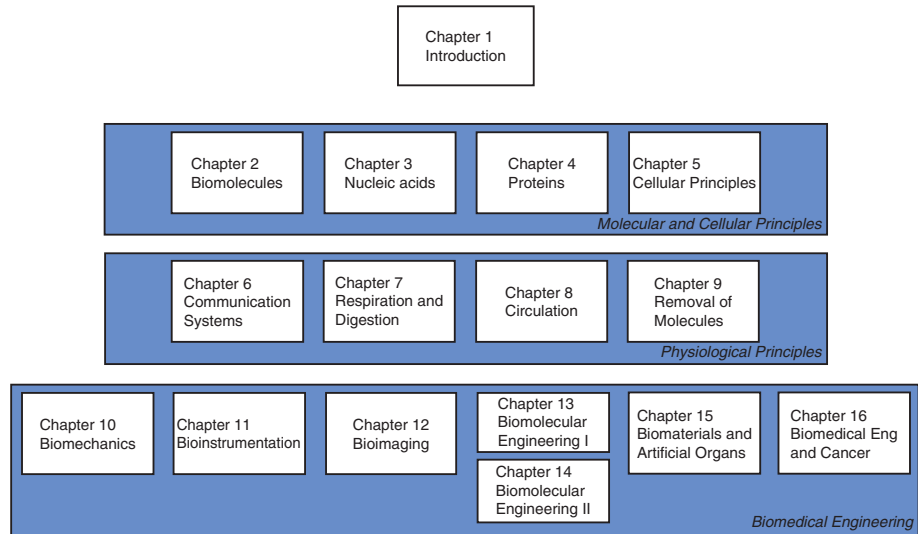 Chapter 1
Introduction
Chapter 2
Biomolecules
Chapter 3
Nucleic acids
Chapter 4
Proteins
Chapter 5
Cellular Principles
Molecular and Cellular Principles
Chapter 6
Communication
Systems
Chapter 7
Respiration and
Digestion
Chapter 8
Circulation
Chapter 9
Removal of
Molecules
Physiological Principles
Chapter 10
Biomechanics
Chapter 11
Bioinstrumentation
Chapter 12
Bioimaging
Chapter 13
Biomolecular
Engineering I
Chapter 14
Biomolecular
Engineering II
Chapter 15
Biomaterials and
Artificial Organs
Chapter 16
Biomedical Eng
and Cancer
Biomedical Engineering